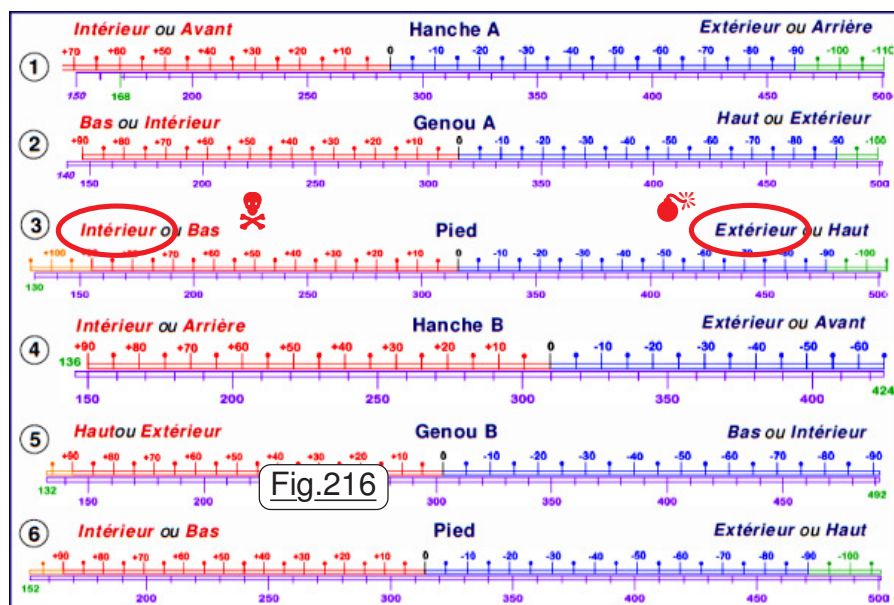 Intérieur ou Avant Hanche A Extérieur ou Arrière
1 +70 +60 +50 +40 +30 +20 +10 0 -10 -20 -30 -40 -50 -60 -70 -80 -90 -100 -110
150 168 200 250 300 350 400 450 500
Bas ou Intérieur Genou A Haut ou Extérieur
2 +90 +80 +70 +60 +50 +40 +30 +20 +10 0 -10 -20 -30 -40 -50 -60 -70 -80 -90 -100
140 150 200 250 300 350 400 450 500
3 Intérieur ou Bas Pied Extérieur ou Haut
+100 +70 +60 +50 +40 +30 +20 +10 0 -10 -20 -30 -40 -50 -60 -70 -80 -90 -100
130 150 200 250 300 350 400 450 500
Intérieur ou Arrière Hanche B Extérieur ou Avant
4 +90 +80 +70 +60 +50 +40 +30 +20 +10 0 -10 -20 -30 -40 -50 -60
136
150 200 250 300 350 400 424
Haut ou Extérieur Genou B Bas ou Intérieur
5 +90 +80 +70 +60 +50 +40 +30 +20 +10 0 -10 -20 -30 -40 -50 -60 -70 -80 -90
132 150 200 300 350 400 450 492
Fig.216
Intérieur ou Bas Pied Extérieur ou Haut
6 +90 +80 +70 +60 +50 +40 +30 +20 +10 0 -10 -20 -30 -40 -50 -60 -70 -80 -90 -100
152 200 250 300 350 400 450 500